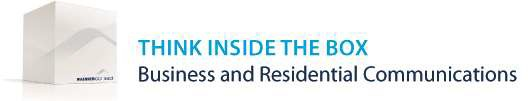 THINK INSIDE THE BOX
Business and Residential Communications